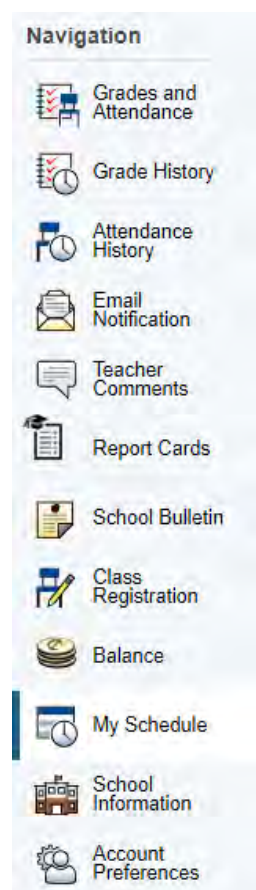 Navigation
Grades and
Attendance
Grade History
Attendance
History
Email
Notification
Teacher
Comments
Report Cards
School Bulletin
Class
Registration
Balance
My Schedule
School
Information
Account
Preferences